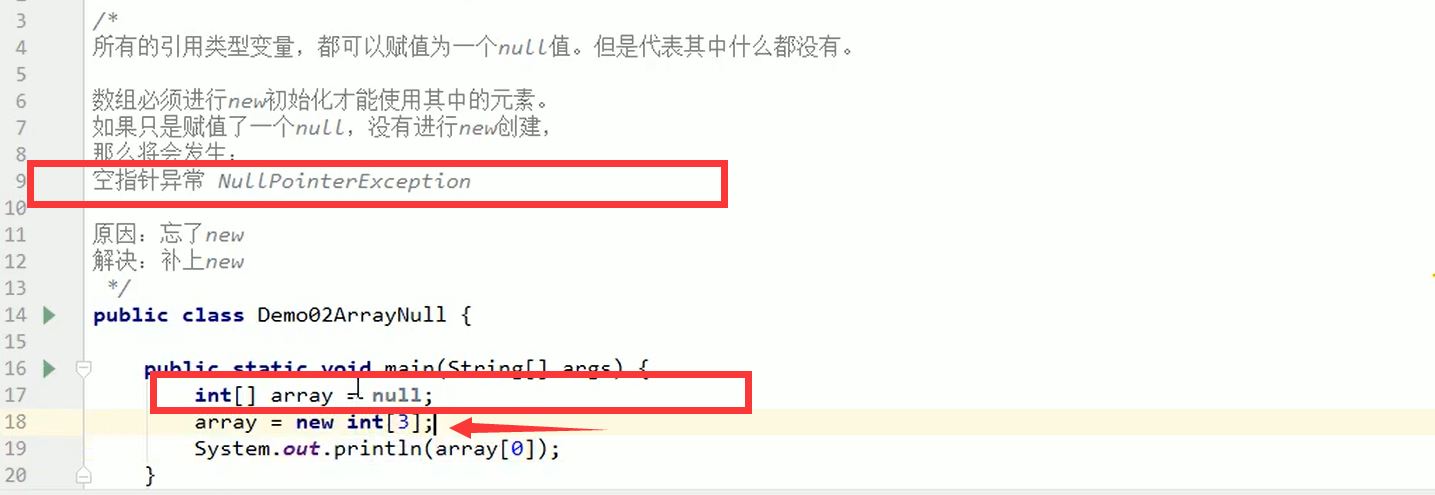 3 /*
4 所有的引用类型变量，都可以赋值为一个null值。但是代表其中什么都没有。
5
6 数组必须进行new初始化才能使用其中的元素。
7 如果只是赋值了一个null，没有进行new创建，
8 那么将会发生：
9 空指针异常 NullPointerException
10
11 原因：忘了new
12 解决：补上new
13 */
14 public class Demo02ArrayNull {
15
16 public static void main(String[] args) {
17 int[] array = null;
18 array = new int[3];
19 System.out.println(array[0]);
20 }